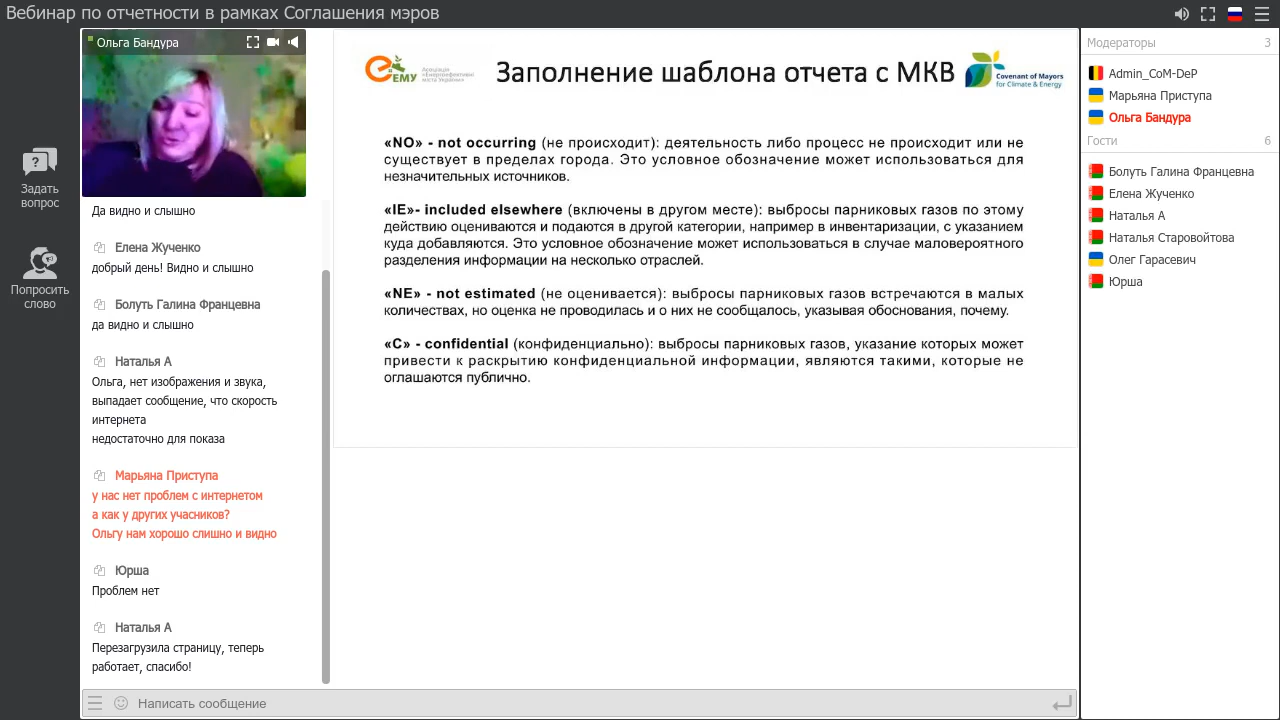 Вебинар по отчетности в рамках Соглашения мэров
Задать
вопрос
Попросить
слово
Ольга Бандура
Да видно и слышно
Елена Жученко
добрый день! Видно и слышно
Болуть Галина Францевна
да видно и слышно
Наталья А
Ольга, нет изображения и звука,
выпадает сообщение, что скорость
интернета
недостаточно для показа
Марьяна Приступа
у нас нет проблем с интернетом
а как у других учасников?
Ольгу нам хорошо слишно и видно
Юрша
Проблем нет
Наталья А
Перезагрузила страницу, теперь
работает, спасибо!
Написать сообщение
ЕМУ
Асоціація
«Енергоефективні
міста України»
Заполнение шаблона отчета с МКВ
Covenant of Mayors
for Climate & Energy
«NO» - not occurring (не происходит): деятельность либо процесс не происходит или не
существует в пределах города. Это условное обозначение может использоваться для
незначительных источников.
«IE»- included elsewhere (включены в другом месте): выбросы парниковых газов по этому
действию оцениваются и подаются в другой категории, например в инвентаризации, с указанием
куда добавляются. Это условное обозначение может использоваться в случае маловероятного
разделения информации на несколько отраслей.
«NE» - not estimated (не оценивается): выбросы парниковых газов встречаются в малых
количествах, но оценка не проводилась и о них не сообщалось, указывая обоснования, почему.
«C» - confidential (конфиденциально): выбросы парниковых газов, указание которых может
привести к раскрытию конфиденциальной информации, являются такими, которые не
оглашаются публично.
Модераторы 3
Admin_CoM-DeP
Марьяна Приступа
Ольга Бандура
Гости 6
Болуть Галина Францевна
Елена Жученко
Наталья А
Наталья Старовойтова
Олег Гарасевич
Юрша